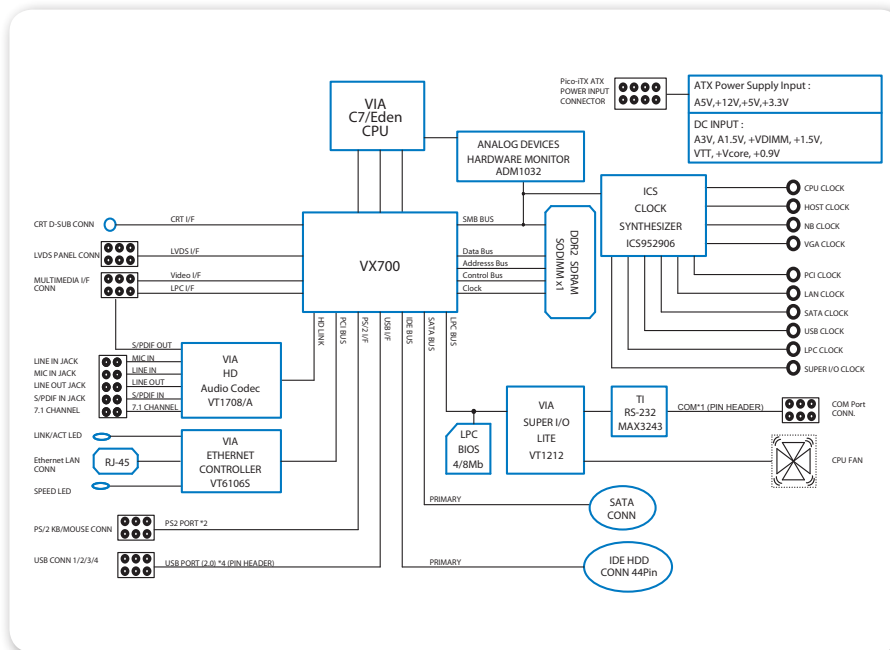 Pico-iTX ATX
POWER INPUT
CONNECTOR
ATX Power Supply Input :
A5V,+12V,+5V,+3.3V
DC INPUT :
A3V, A1.5V, +VDIMM, +1.5V,
VTT, +Vcore, +0.9V
VIA
C7/Eden
CPU
ANALOG DEVICES
HARDWARE MONITOR
ADM1032
ICS
CLOCK
SYNTHESIZER
ICS952906
CPU CLOCK
HOST CLOCK
NB CLOCK
VGA CLOCK
PCI CLOCK
LAN CLOCK
SATA CLOCK
USB CLOCK
LPC CLOCK
SUPER I/O CLOCK
CRT D-SUB CONN
CRT I/F
LVDS PANEL CONN
LVDS I/F
MULTIMEDIA I/F
CONN
Video I/F
LPC I/F
VX700
SMB BUS
Data Bus
Addresss Bus
Control Bus
Clock
DDR2 SDRAM
SODIMM x1
HD LINK
PCI BUS
PS/2 I/F
USB I/F
IDE BUS
SATA BUS
LPC BUS
S/PDIF OUT
LINE IN JACK
MIC IN
MIC IN JACK
LINE IN
LINE OUT JACK
LINE OUT
S/PDIF IN JACK
S/PDIF IN
7.1 CHANNEL
7.1 CHANNEL
VIA
HD
Audio Codec
VT1708/A
LINK/ACT LED
Ethernet LAN
CONN
RJ-45
SPEED LED
VIA
ETHERNET
CONTROLLER
VT6106S
LPC
BIOS
4/8Mb
VIA
SUPER I/O
LITE
VT1212
TI
RS-232
MAX3243
COM*1 (PIN HEADER)
COM Port
CONN.
CPU FAN
PRIMARY
SATA
CONN
PS/2 KB/MOUSE CONN
PS2 PORT *2
USB CONN 1/2/3/4
USB PORT (2.0) *4 (PIN HEADER)
PRIMARY
IDE HDD
CONN 44Pin